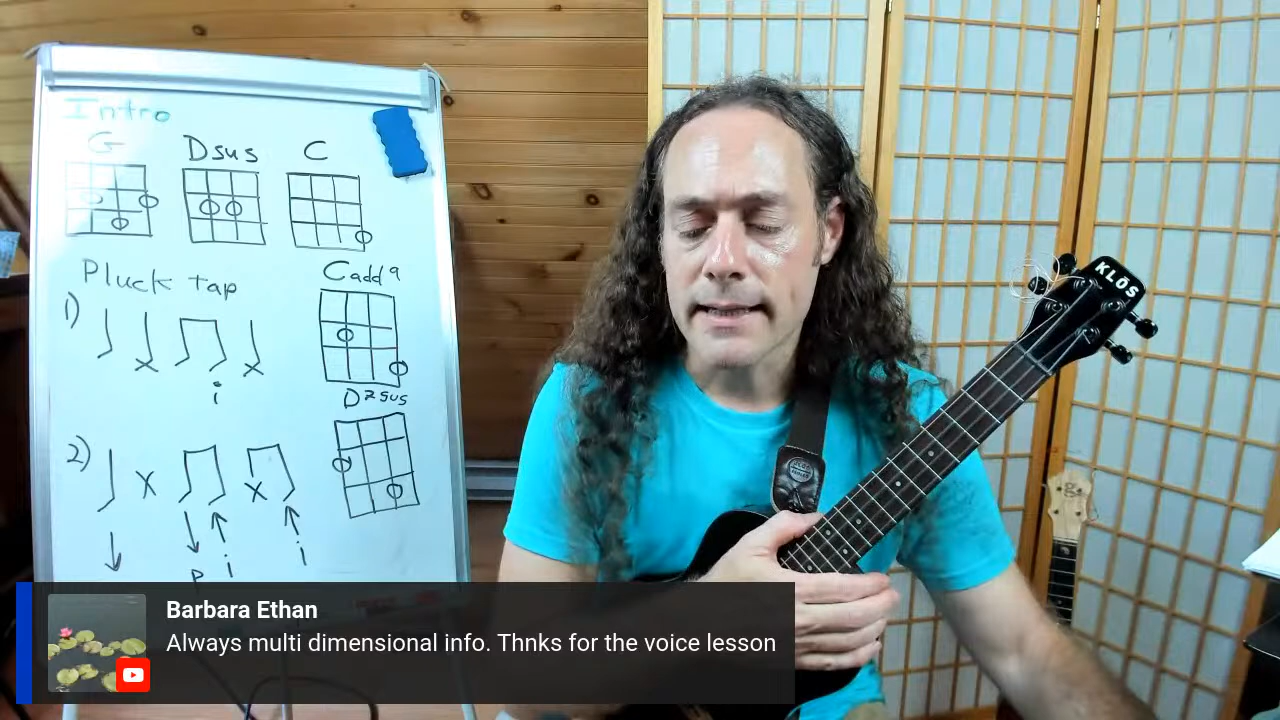 Intro
G Dsus C
Pluck Tap
Cadd9
1)
i
D7sus
2)
P i i
KLŌS
Barbara Ethan
Always multi dimensional info. Thnks for the voice lesson